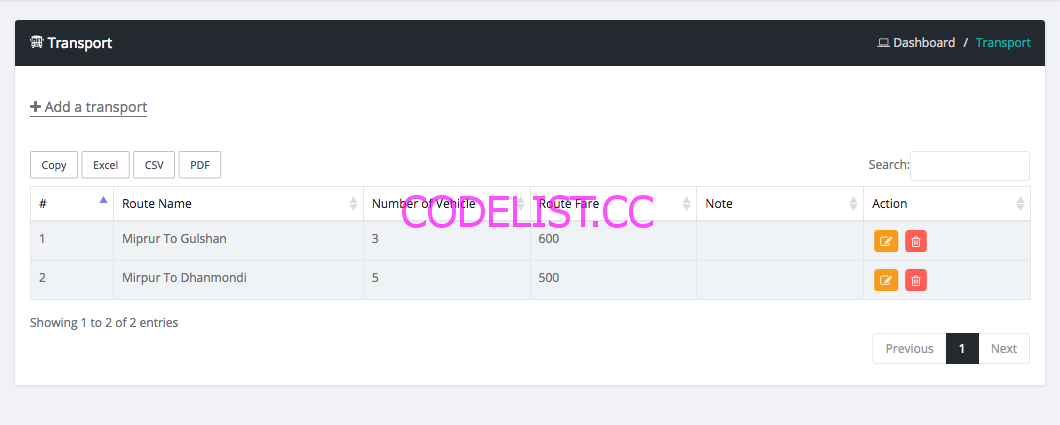 Transport
Dashboard / Transport
Add a transport
Copy Excel CSV PDF Search:
# Route Name Number of Vehicle Route Fare Note Action
CODELIST.CC
1 Miprur To Gulshan 3 600
2 Mirpur To Dhanmondi 5 500
Showing 1 to 2 of 2 entries
Previous 1 Next